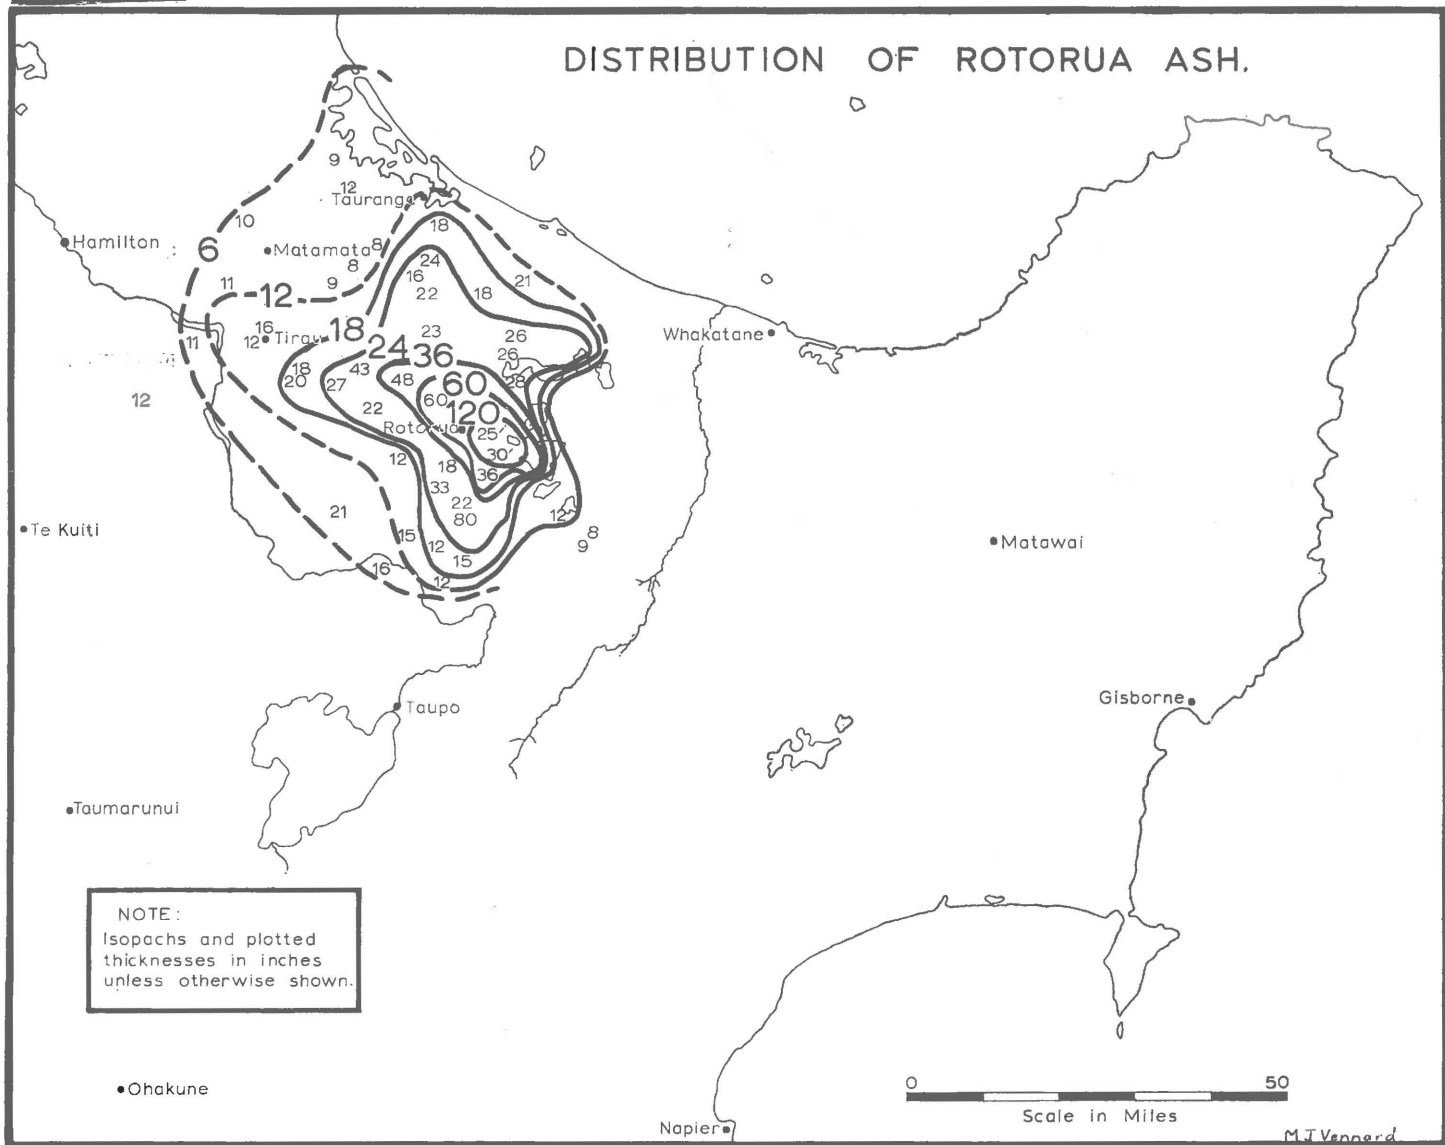 DISTRIBUTION OF ROTORUA ASH.
9
12
Tauranga
10
18
Hamilton
6
Matamata
8
8
24
16
11
9
21
12
22
18
16
Tirau
18
23
26
Whakatane
11
12
24
36
26
18
43
48
28
20
27
60
60
12
22
120
Rotorua
25'
12
18
30'
36
33
22
21
80
12
Te Kuiti
15
12
8
9
Matawai
15
16
12
Gisborne
Taupo
Taumarunui
NOTE:
Isopachs and plotted
thicknesses in inches
unless otherwise shown.
Ohakune
0 50
Scale in Miles
Napier
M J Vennard